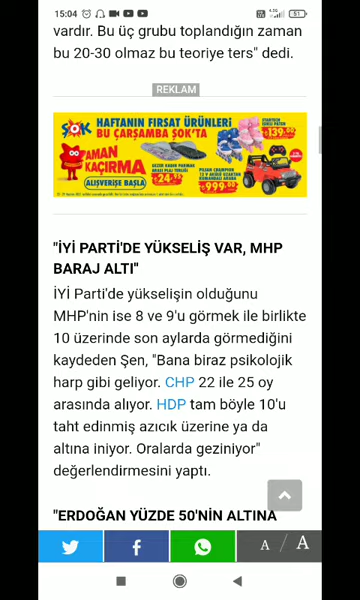 15:04
51
vardır. Bu üç grubu toplandığın zaman
bu 20-30 olmaz bu teoriye ters" dedi.
REKLAM
ŞOK
HAFTANIN FIRSAT ÜRÜNLERİ
BU ÇARŞAMBA ŞOK'TA
AMAN
KAÇIRMA
ALIŞVERİŞE BAŞLA
"İYİ PARTİ'DE YÜKSELİŞ VAR, MHP
BARAJ ALTI"
İYİ Parti'de yükselişin olduğunu
MHP'nin ise 8 ve 9'u görmek ile birlikte
10 üzerinde son aylarda görmediğini
kaydeden Şen, "Bana biraz psikolojik
harp gibi geliyor. CHP 22 ile 25 oy
arasında alıyor. HDP tam böyle 10'u
taht edinmiş azıcık üzerine ya da
altına iniyor. Oralarda geziniyor"
değerlendirmesini yaptı.
"ERDOĞAN YÜZDE 50'NİN ALTINA
A / A